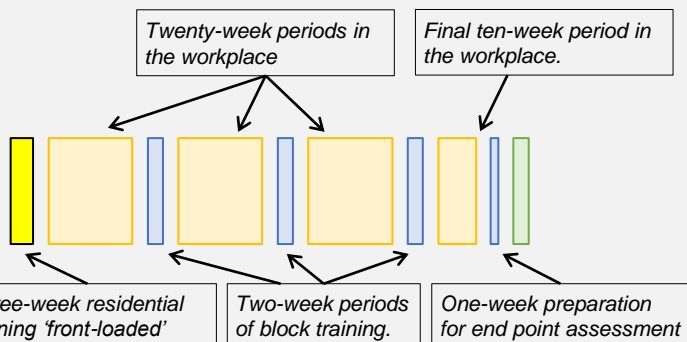 Twenty-week periods in
the workplace
Final ten-week period in
the workplace.
ree-week residential
ning ‘front-loaded’
Two-week periods
of block training.
One-week preparation
for end point assessment